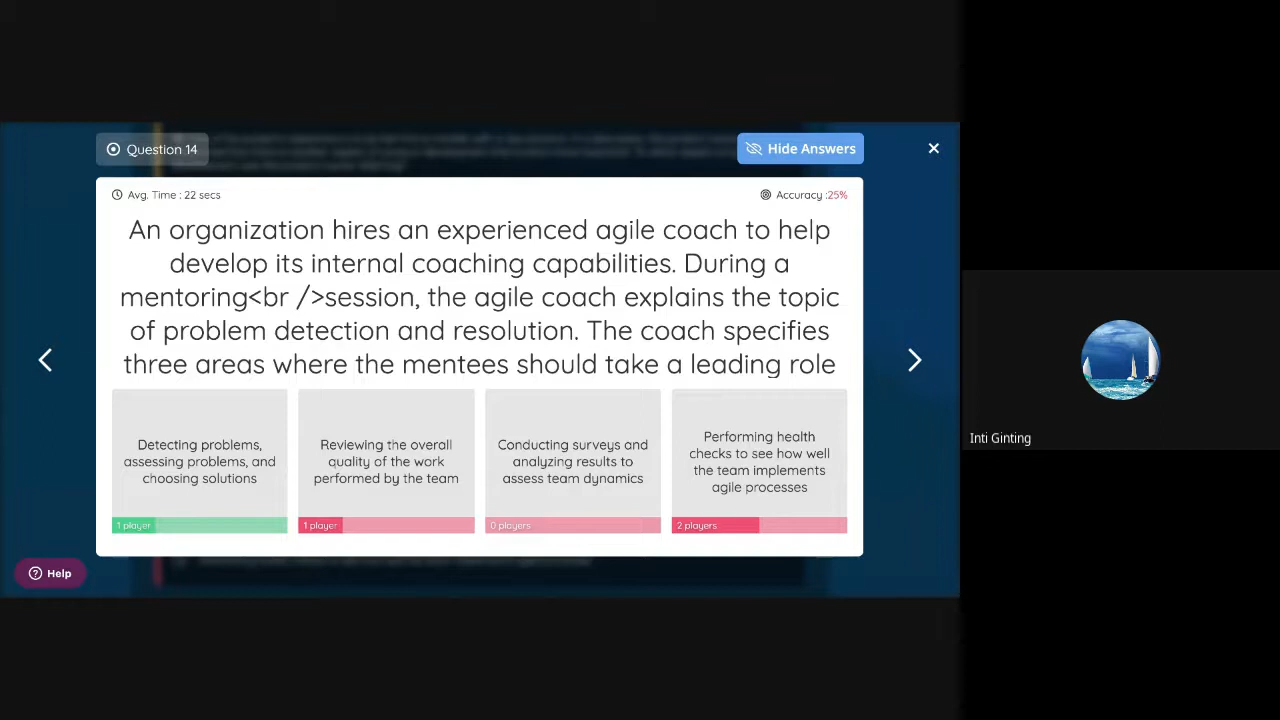 Question 14
Hide Answers
Avg. Time : 22 secs
Accuracy :25%
An organization hires an experienced agile coach to help
develop its internal coaching capabilities. During a
mentoring<br />session, the agile coach explains the topic
of problem detection and resolution. The coach specifies
three areas where the mentees should take a leading role
Detecting problems,
assessing problems, and
choosing solutions
1 player
Reviewing the overall
quality of the work
performed by the team
1 player
Conducting surveys and
analyzing results to
assess team dynamics
0 players
Performing health
checks to see how well
the team implements
agile processes
2 players
Help
Inti Ginting